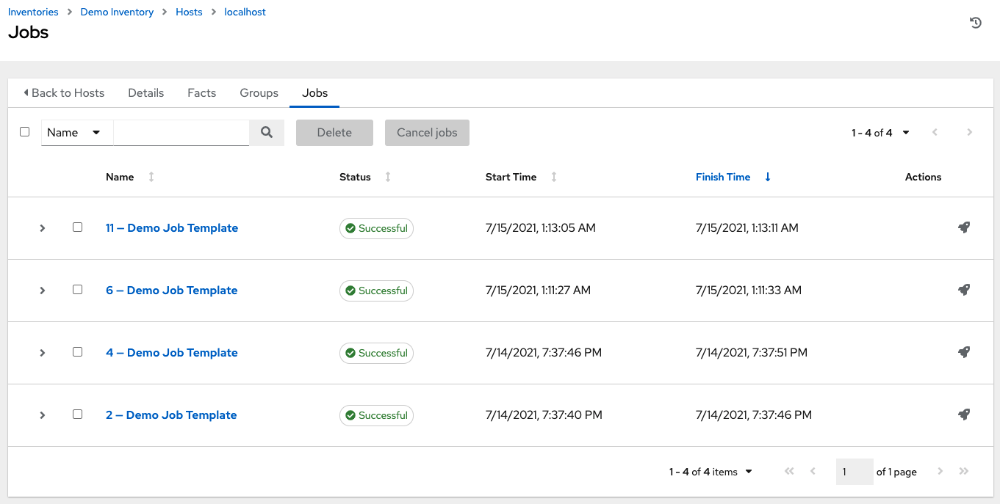 Inventories > Demo Inventory > Hosts > localhost
Jobs
Back to Hosts Details Facts Groups Jobs
Name Delete Cancel jobs 1 - 4 of 4
Name Status Start Time Finish Time Actions
11 — Demo Job Template Successful 7/15/2021, 1:13:05 AM 7/15/2021, 1:13:11 AM
6 — Demo Job Template Successful 7/15/2021, 1:11:27 AM 7/15/2021, 1:11:33 AM
4 — Demo Job Template Successful 7/14/2021, 7:37:46 PM 7/14/2021, 7:37:51 PM
2 — Demo Job Template Successful 7/14/2021, 7:37:40 PM 7/14/2021, 7:37:46 PM
1 - 4 of 4 items 1 of 1 page